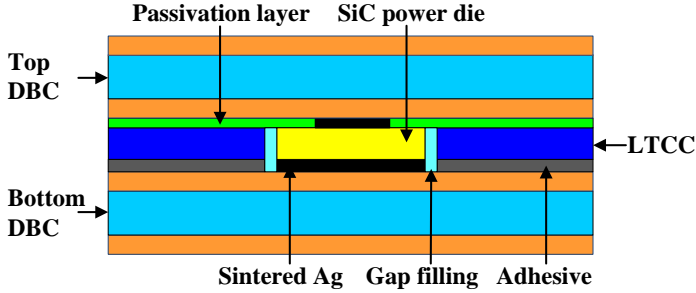 Passivation layer
SiC power die
Top
DBC
LTCC
Bottom
DBC
Sintered Ag
Gap filling
Adhesive